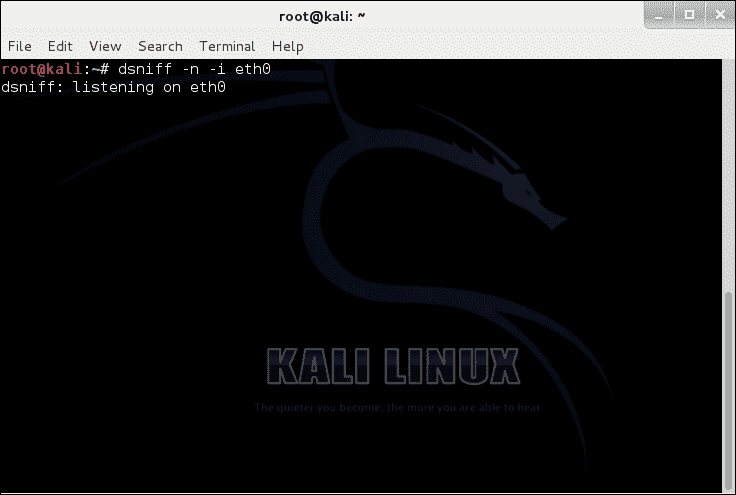 root@kali: ~
File Edit View Search Terminal Help
root@kali:~# dsniff -n -i eth0
dsniff: listening on eth0
KALI LINUX
The quieter you become, the more you are able to hear.